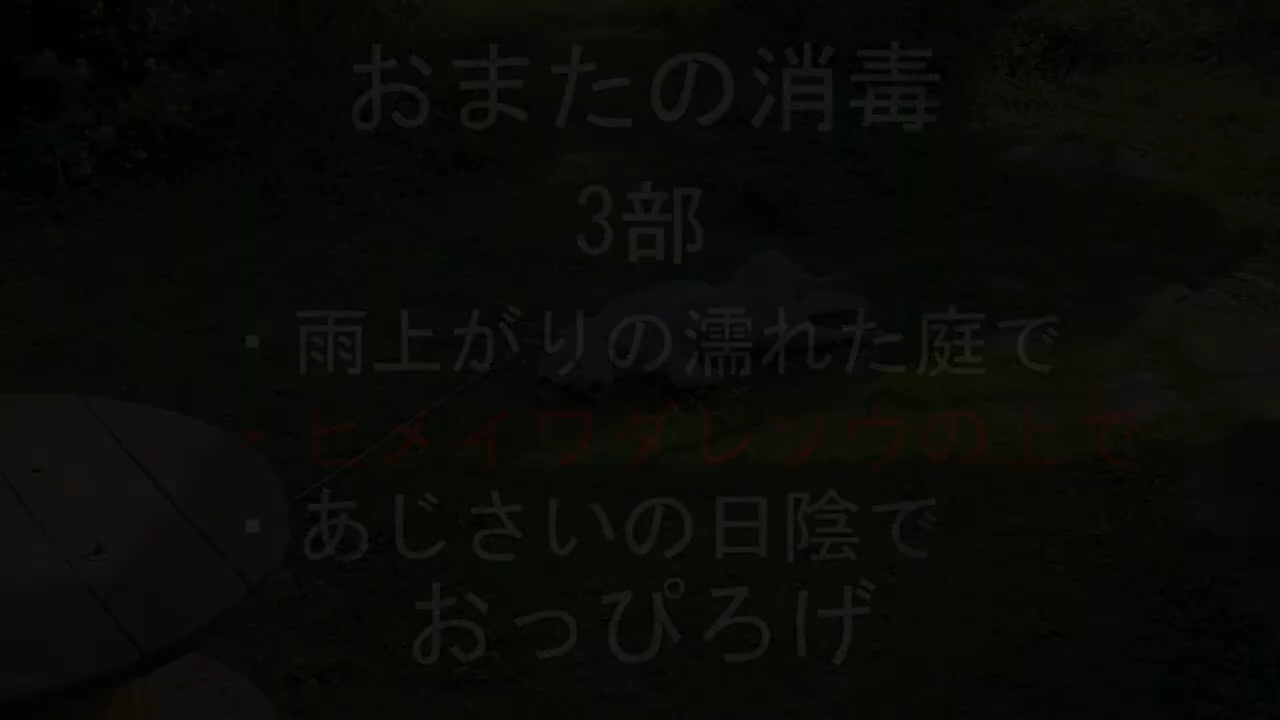 おまたの消毒
3部
・雨上がりの濡れた庭で
・ヒメイワダレソウの上で
・あじさいの日陰で
おっぴろげ